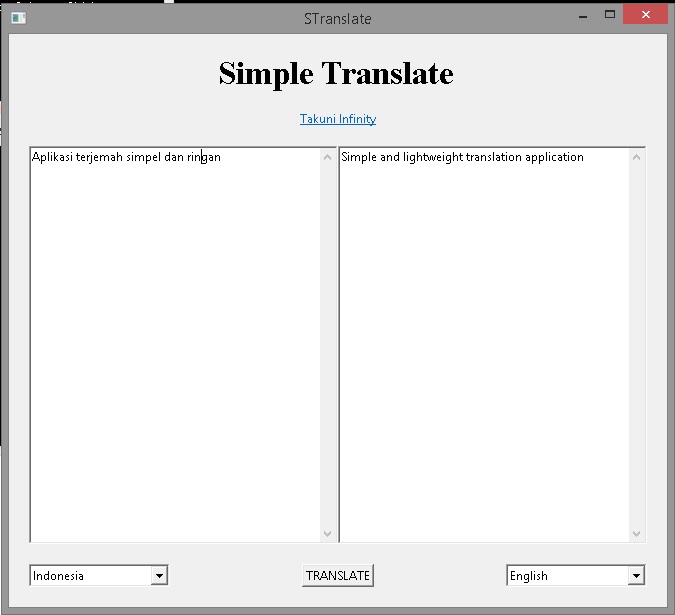 STranslate
Simple Translate
Takuni Infinity
Aplikasi terjemah simpel dan ringan
Simple and lightweight translation application
Indonesia
TRANSLATE
English